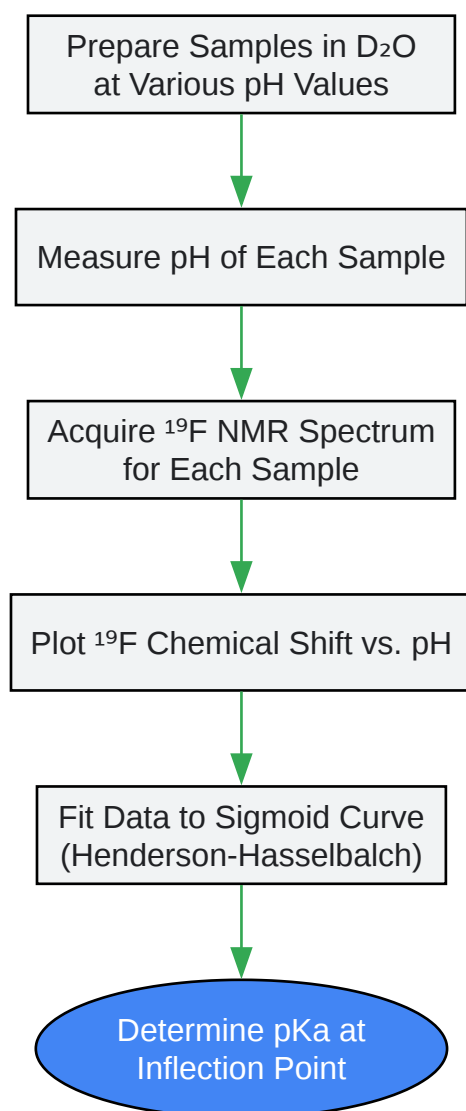 Prepare Samples in D₂O
at Various pH Values
Measure pH of Each Sample
Acquire ¹⁹F NMR Spectrum
for Each Sample
Plot ¹⁹F Chemical Shift vs. pH
Fit Data to Sigmoid Curve
(Henderson-Hasselbalch)
Determine pKa at
Inflection Point